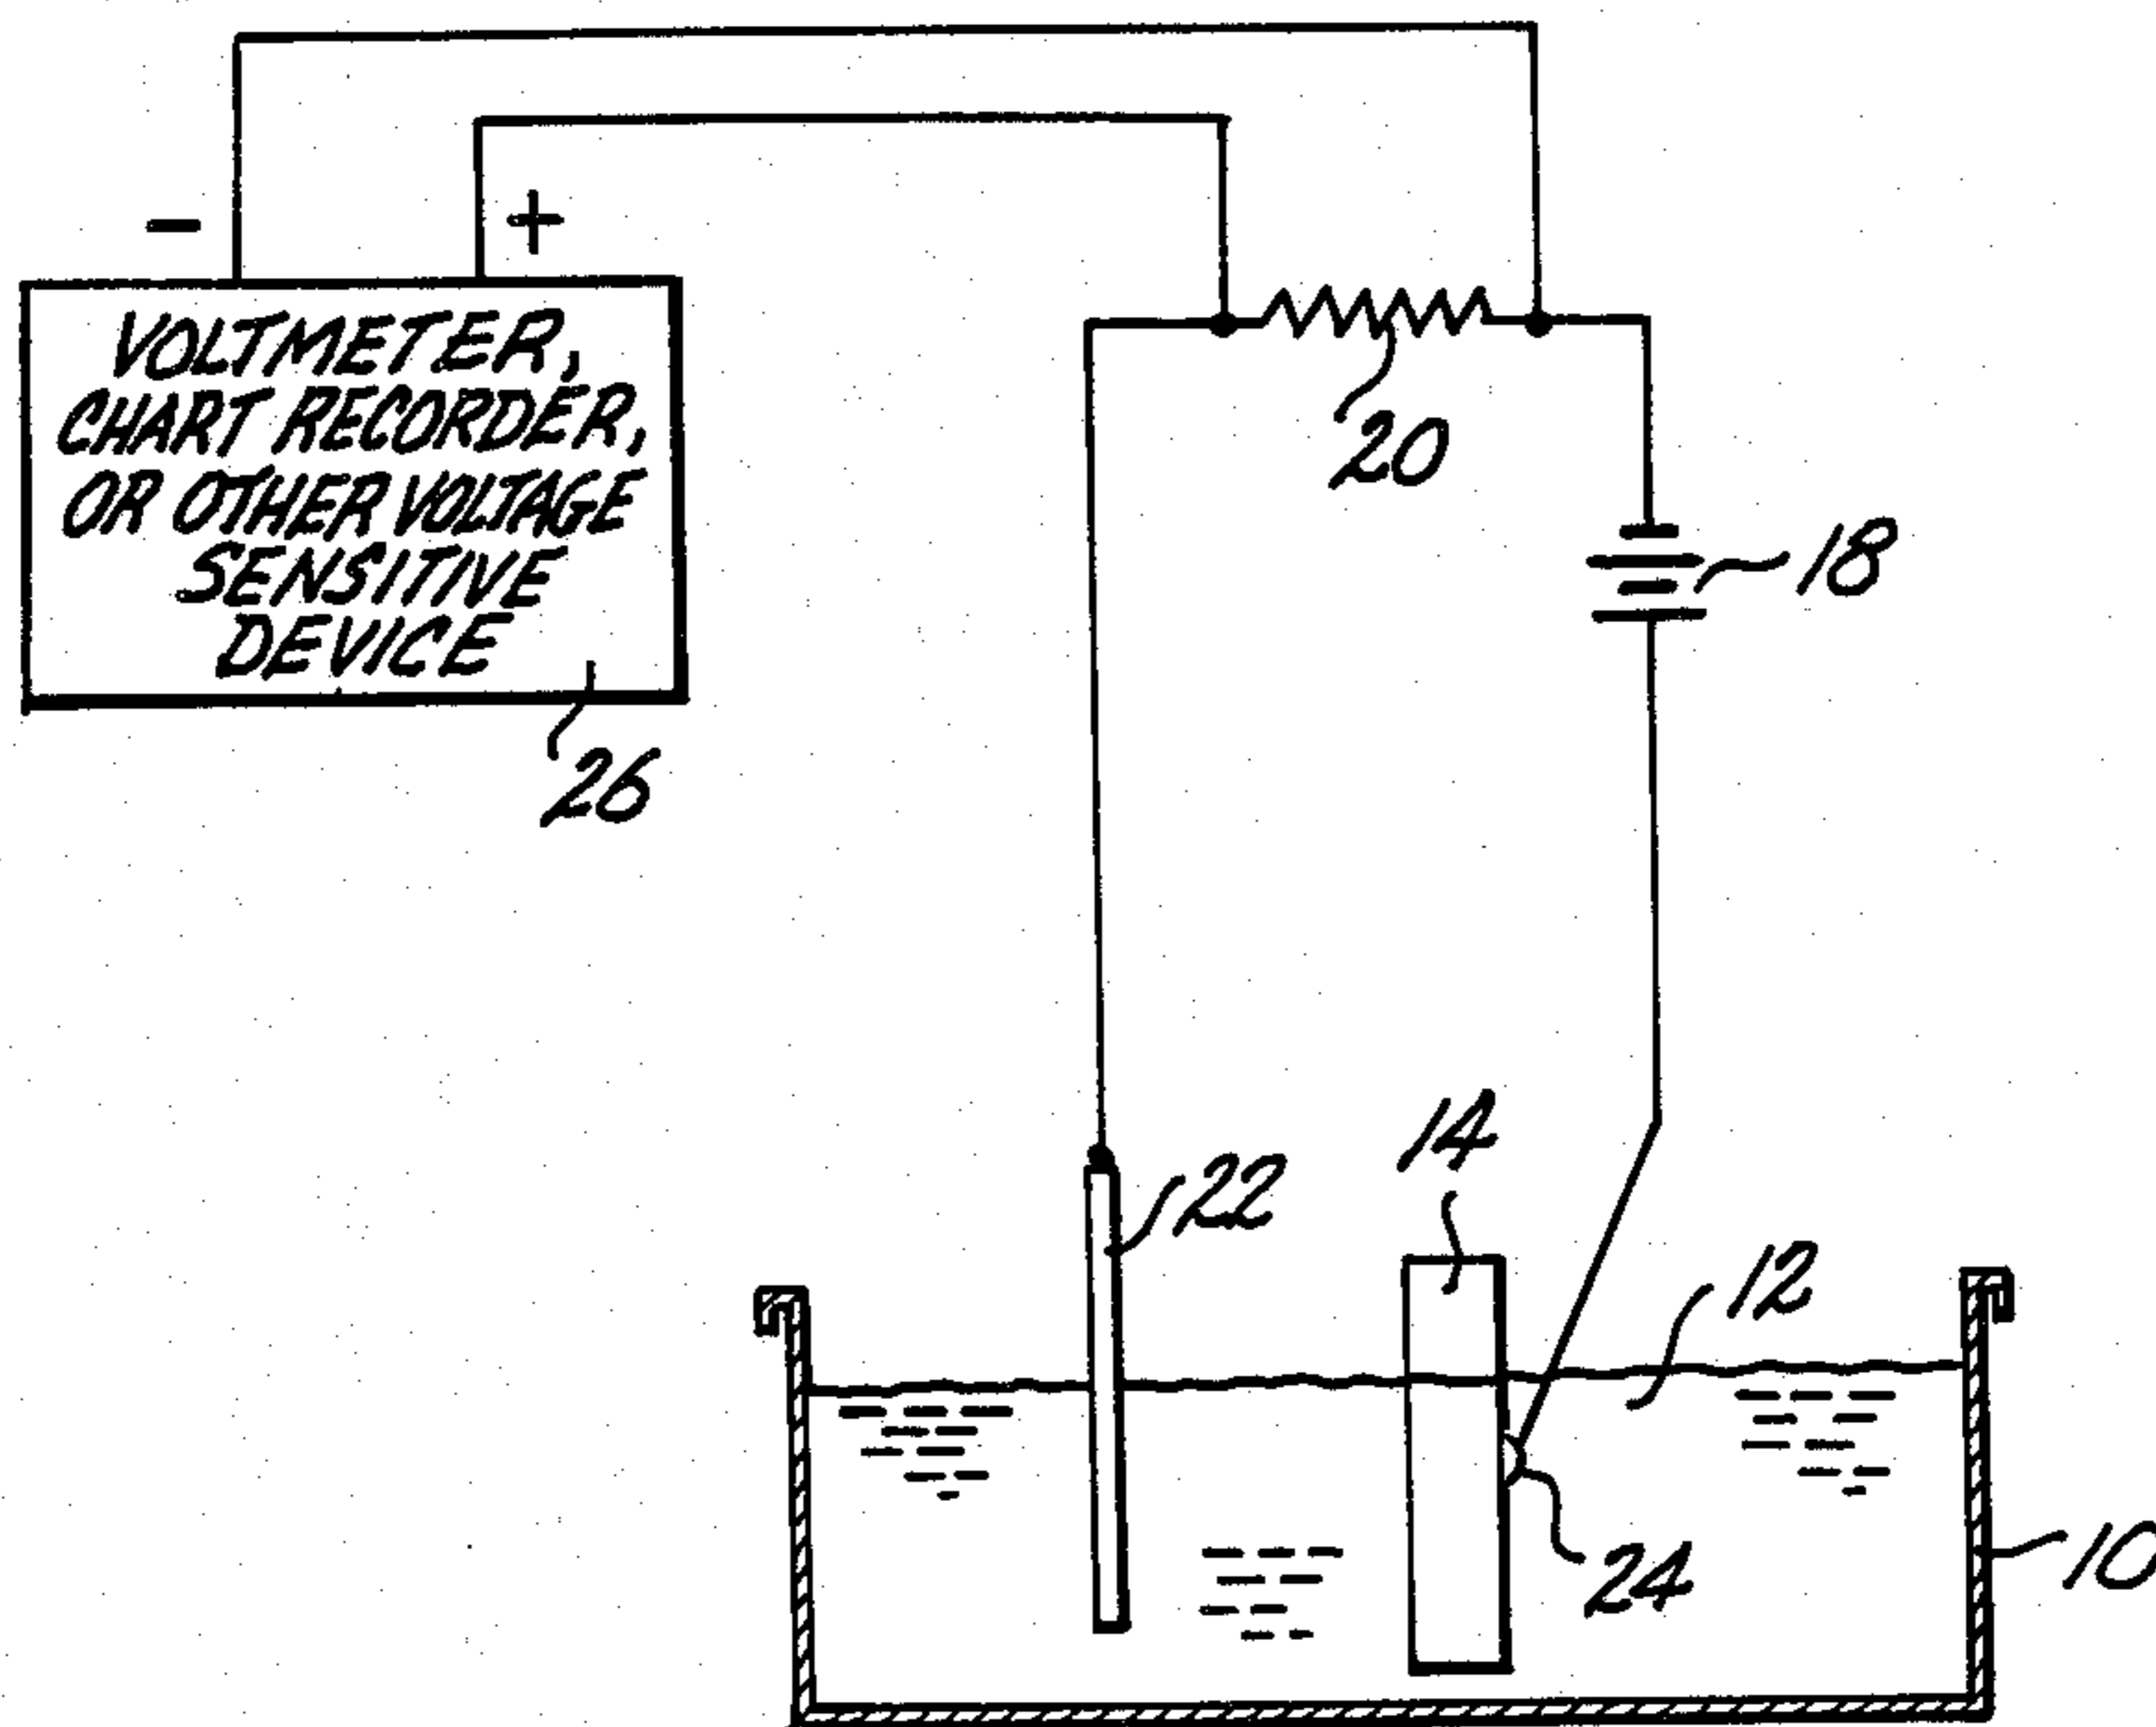 - +
VOLTMETER,
CHART RECORDER,
OR OTHER VOLTAGE
SENSITIVE
DEVICE
20
18
26
14
22
12
24
10